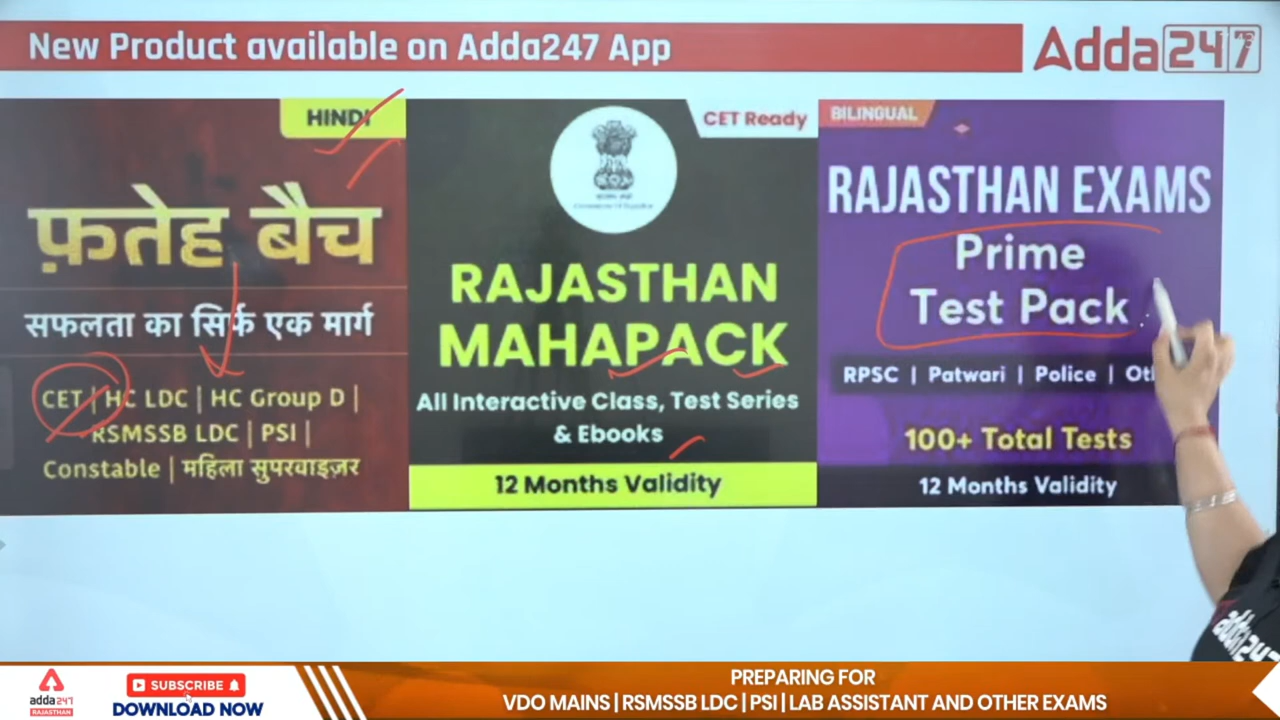 New Product available on Adda247 App
Adda247
HINDI
फ़तेह बैच
सफलता का सिर्फ एक मार्ग
CET | HC LDC | HC Group D |
RSMSSB LDC | PSI |
Constable | महिला सुपरवाइज़र
CET Ready
RAJASTHAN
MAHAPACK
All Interactive Class, Test Series
& Ebooks
12 Months Validity
BILINGUAL
RAJASTHAN EXAMS
Prime
Test Pack
RPSC | Patwari | Police |
100+ Total Tests
12 Months Validity
adda247
adda247
RAJASTHAN
SUBSCRIBE
DOWNLOAD NOW
PREPARING FOR
VDO MAINS | RSMSSB LDC | PSI | LAB ASSISTANT AND OTHER EXAMS